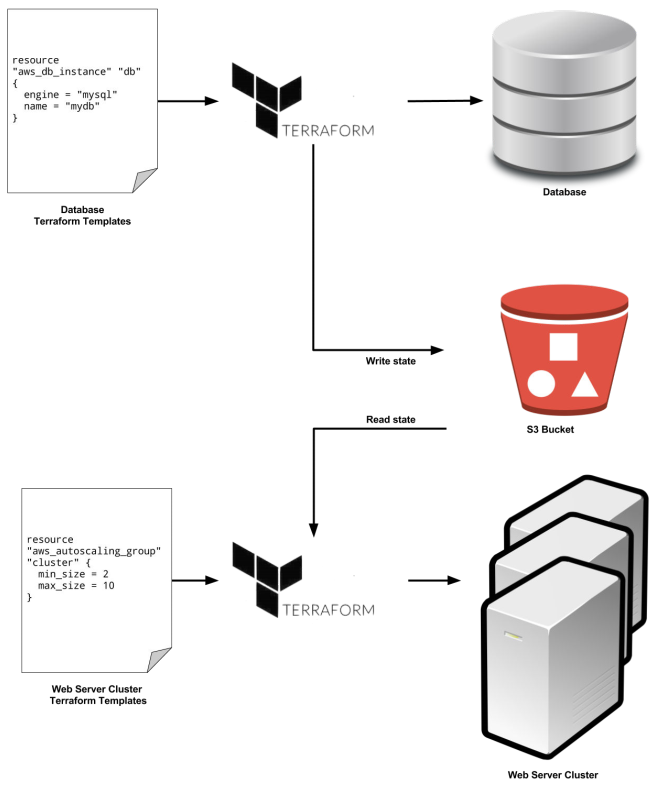 resource
"aws_db_instance" "db"
{
  engine = "mysql"
  name = "mydb"
}
TERRAFORM
Database
Database
Terraform Templates
Write state
Read state
S3 Bucket
resource
"aws_autoscaling_group"
"cluster" {
  min_size = 2
  max_size = 10
}
TERRAFORM
Web Server Cluster
Terraform Templates
Web Server Cluster